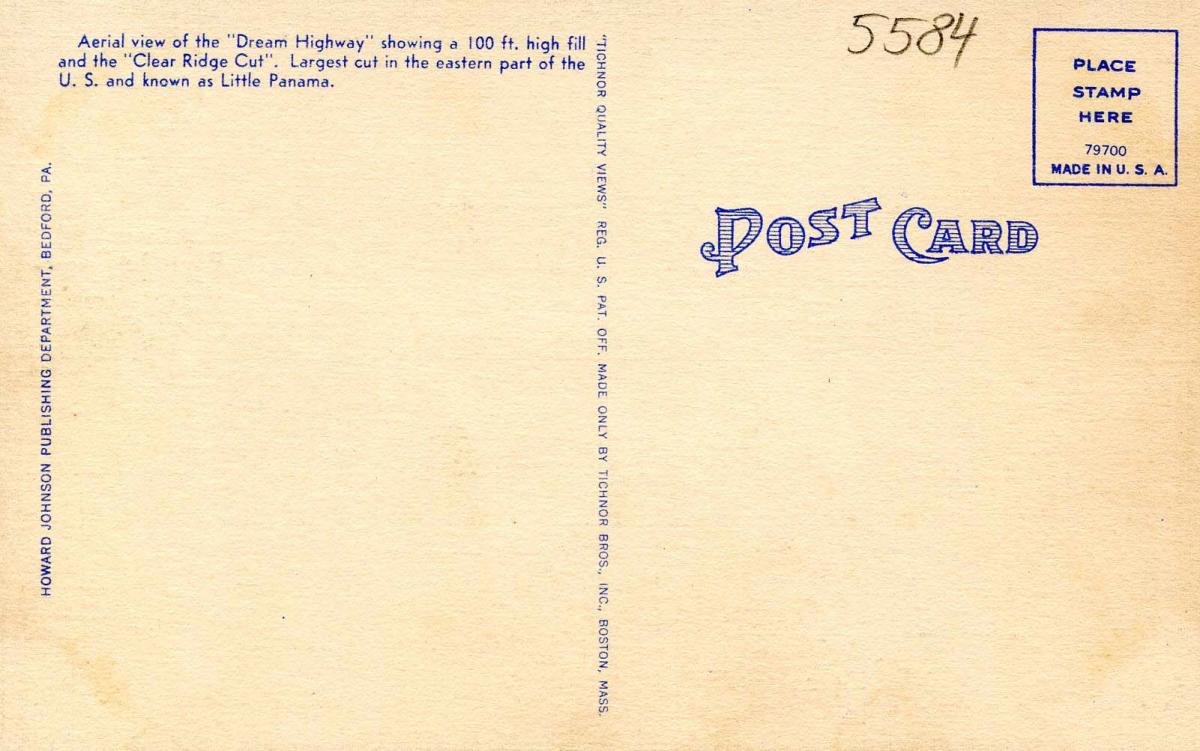 Aerial view of the "Dream Highway" showing a 100 ft. high fill
and the "Clear Ridge Cut". Largest cut in the eastern part of the
U. S. and known as Little Panama.
HOWARD JOHNSON PUBLISHING DEPARTMENT, BEDFORD, PA.
"TICHNOR QUALITY VIEWS" REG. U. S. PAT. OFF. MADE ONLY BY TICHNOR BROS., INC., BOSTON, MASS.
5584
PLACE
STAMP
HERE
79700
MADE IN U. S. A.
POST CARD